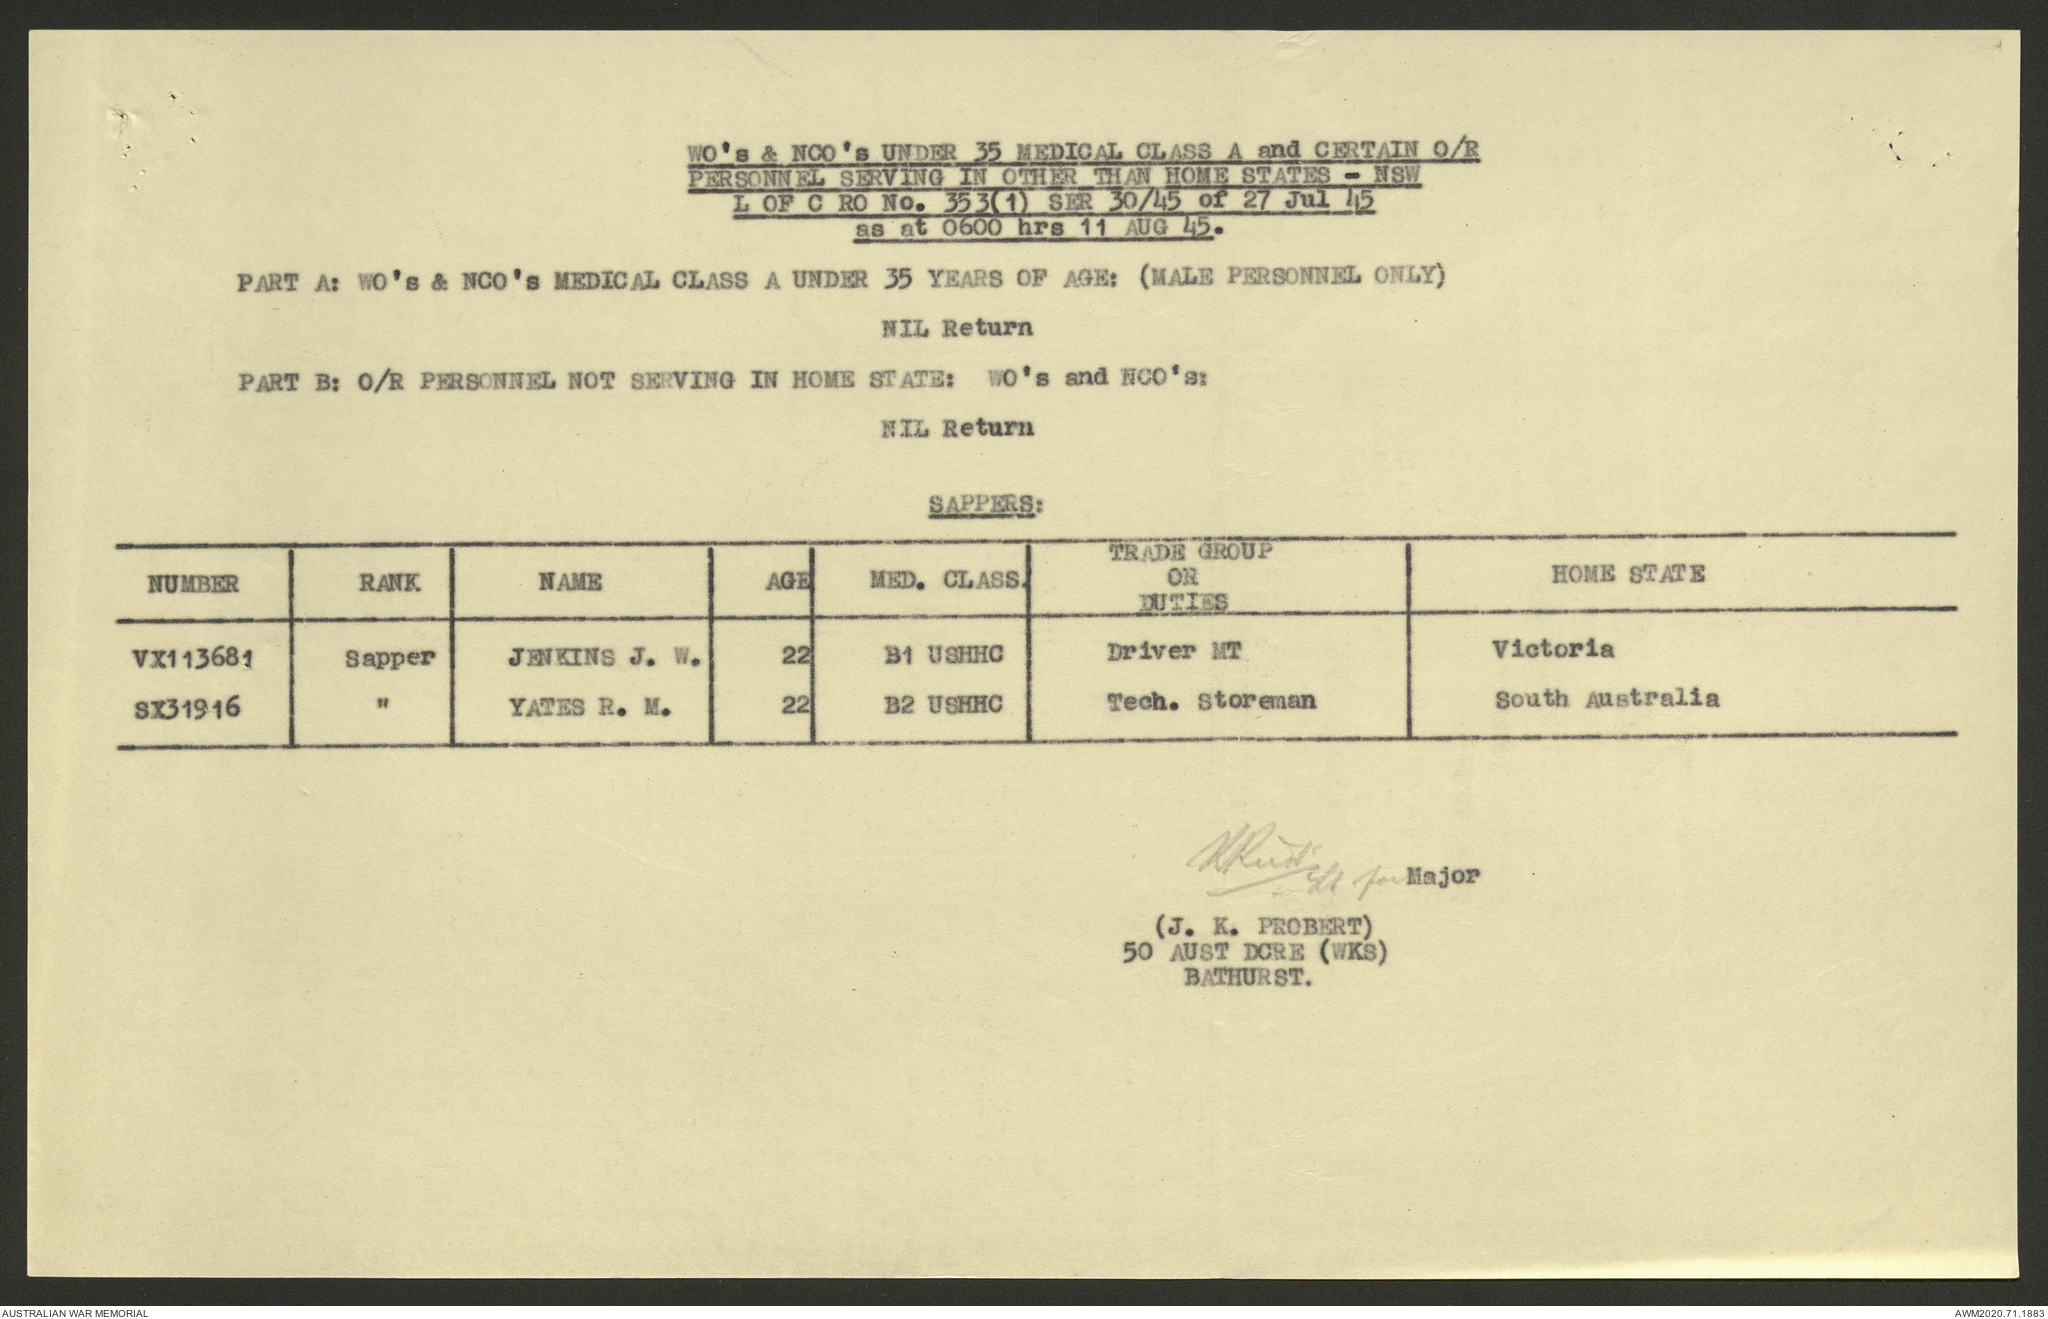 WO's & NCO's UNDER 35 MEDICAL CLASS A and CERTAIN O/R
PERSONNEL SERVING IN OTHER THAN HOME STATES - NSW
L OF C RO No. 353(1) SER 30/45 of 27 Jul 45
as at 0600 hrs 11 AUG 45.
PART A: WO's & NCO's MEDICAL CLASS A UNDER 35 YEARS OF AGE: (MALE PERSONNEL ONLY)
NIL Return
PART B: O/R PERSONNEL NOT SERVING IN HOME STATE: WO's and NCO's:
NIL Return
SAPPERS:
NUMBER RANK NAME AGE MED. CLASS. TRADE GROUP OR DUTIES HOME STATE
VX113681 Sapper JENKINS J. W. 22 B1 USHHC Driver MT Victoria
SX31916 " YATES R. M. 22 B2 USHHC Tech. Storeman South Australia
Lt for Major
(J. K. PROBERT)
50 AUST DCRE (WKS)
BATHURST.
AUSTRALIAN WAR MEMORIAL
AWM2020.71.1883